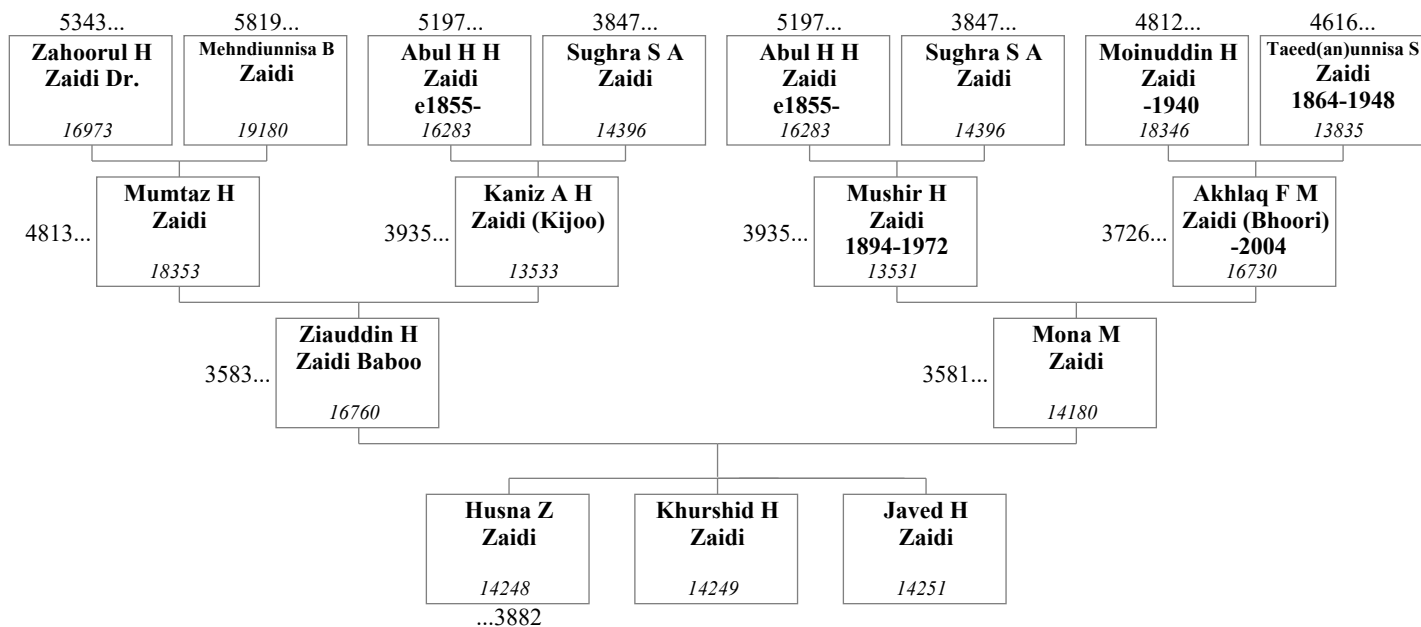 5343... 5819... 5197... 3847... 5197... 3847... 4812... 4616...
Zahoorul H
Zaidi Dr.
16973
Mehndiunnisa B
Zaidi
19180
Abul H H
Zaidi
e1855-
16283
Sughra S A
Zaidi
14396
Abul H H
Zaidi
e1855-
16283
Sughra S A
Zaidi
14396
Moinuddin H
Zaidi
-1940
18346
Taeed(an)unnisa S
Zaidi
1864-1948
13835
4813...
Mumtaz H
Zaidi
18353
3935...
Kaniz A H
Zaidi (Kijoo)
13533
3935...
Mushir H
Zaidi
1894-1972
13531
3726...
Akhlaq F M
Zaidi (Bhoori)
-2004
16730
3583...
Ziauddin H
Zaidi Baboo
16760
3581...
Mona M
Zaidi
14180
Husna Z
Zaidi
14248
...3882
Khurshid H
Zaidi
14249
Javed H
Zaidi
14251